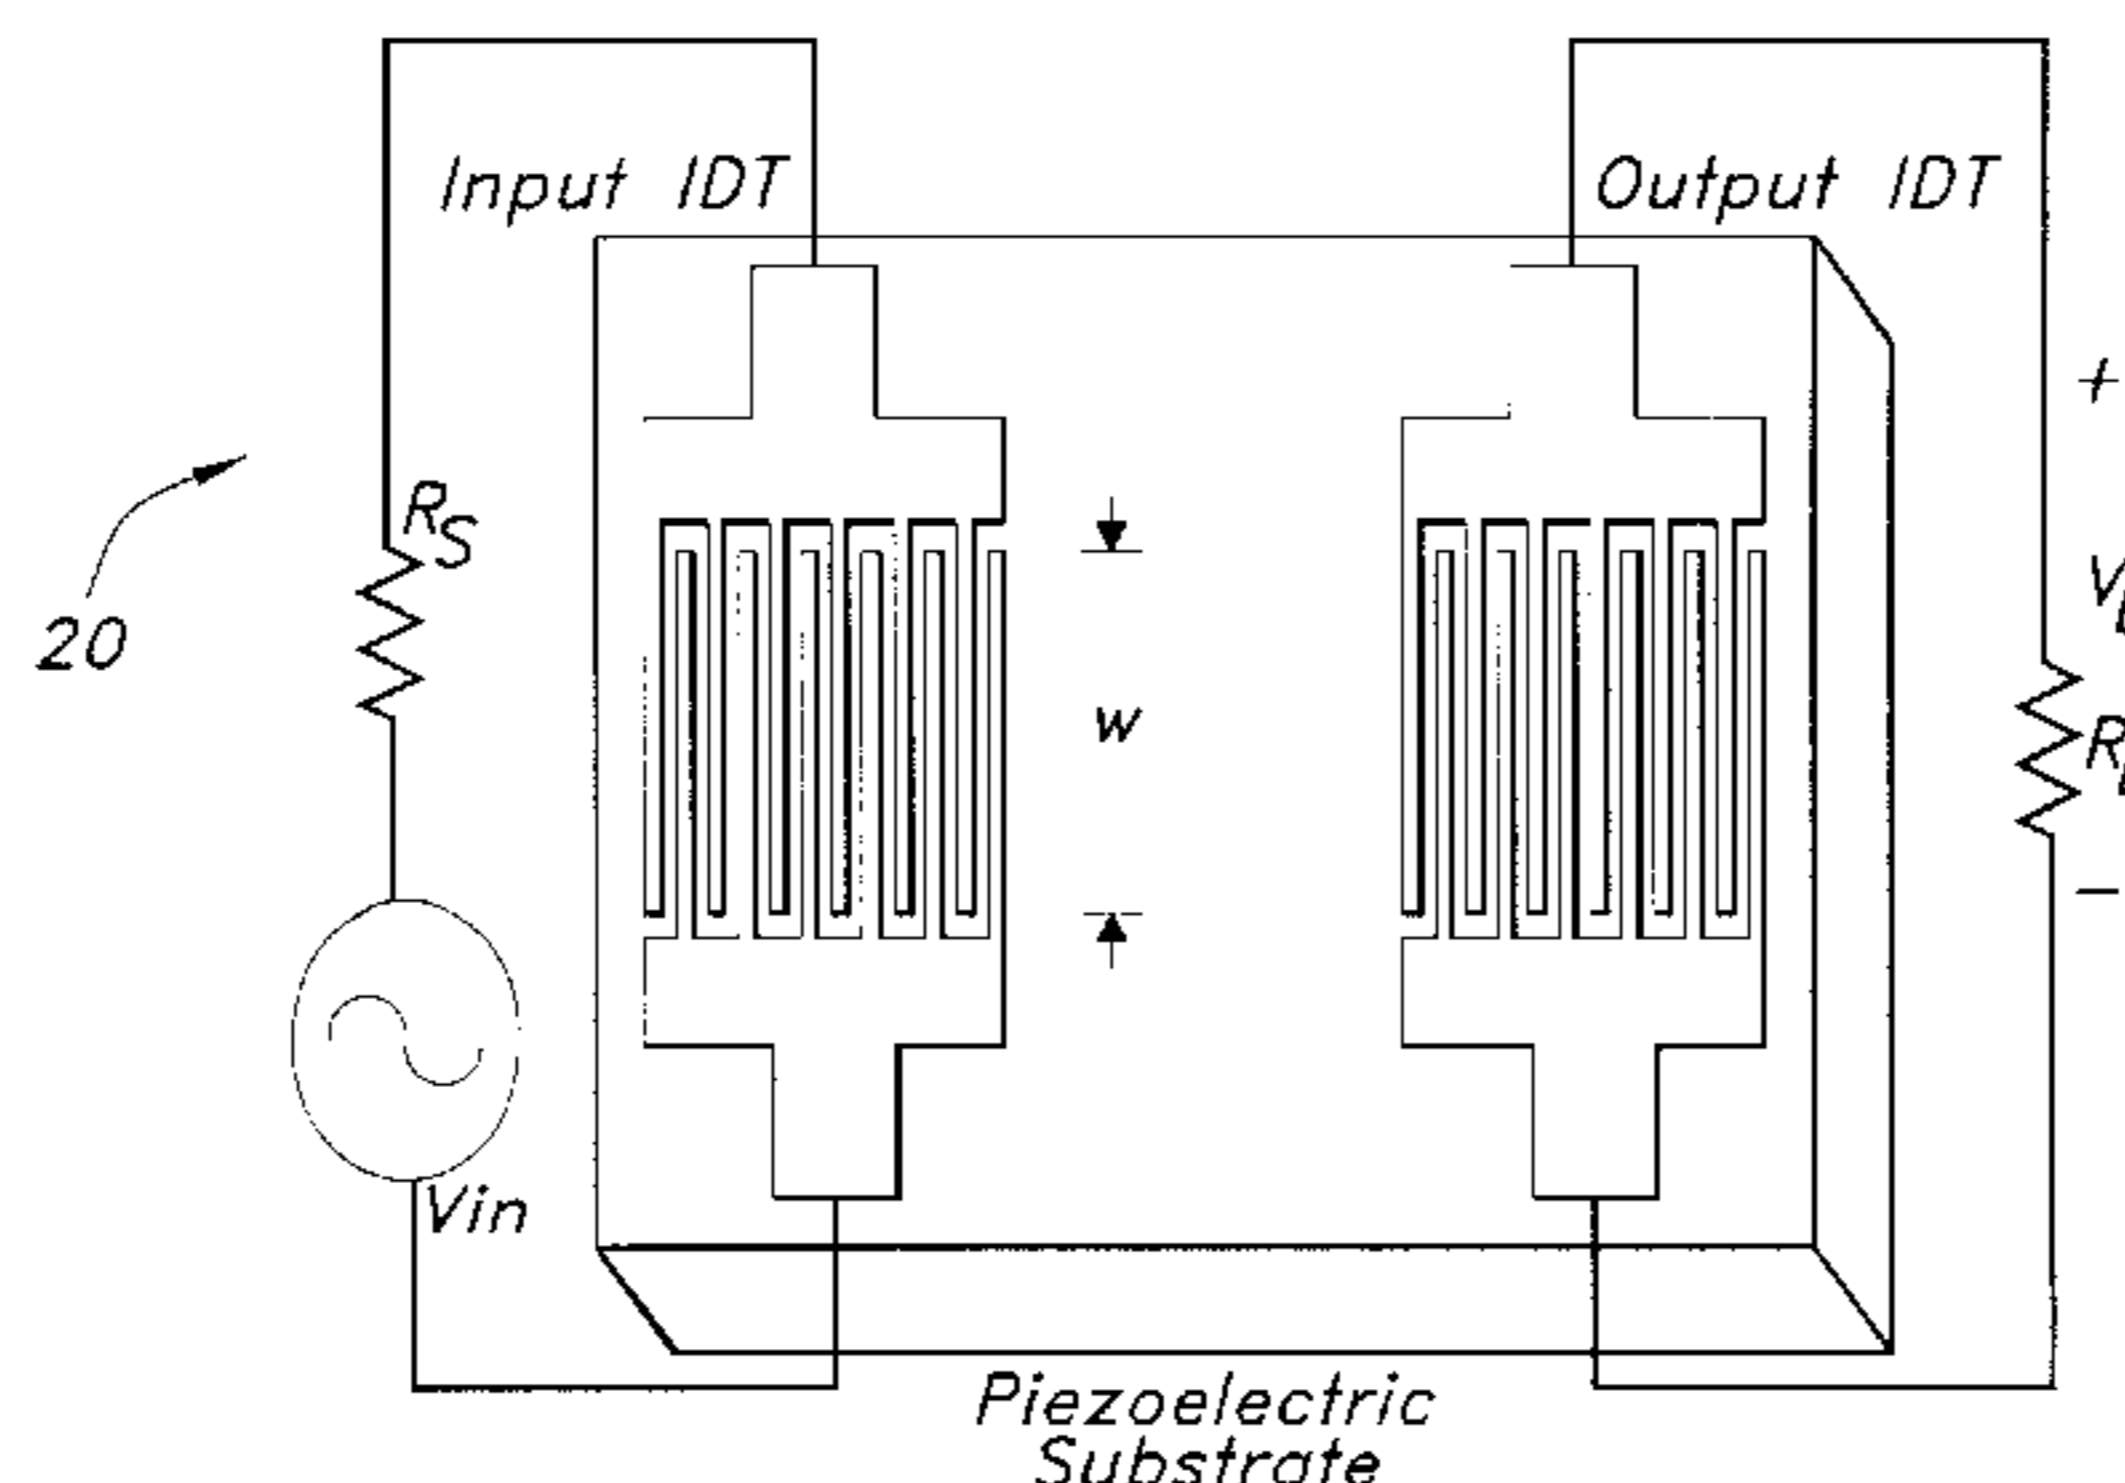 Input IDT
Output IDT
+
R_S
20
w
–
Vin
Piezoelectric
Substrate